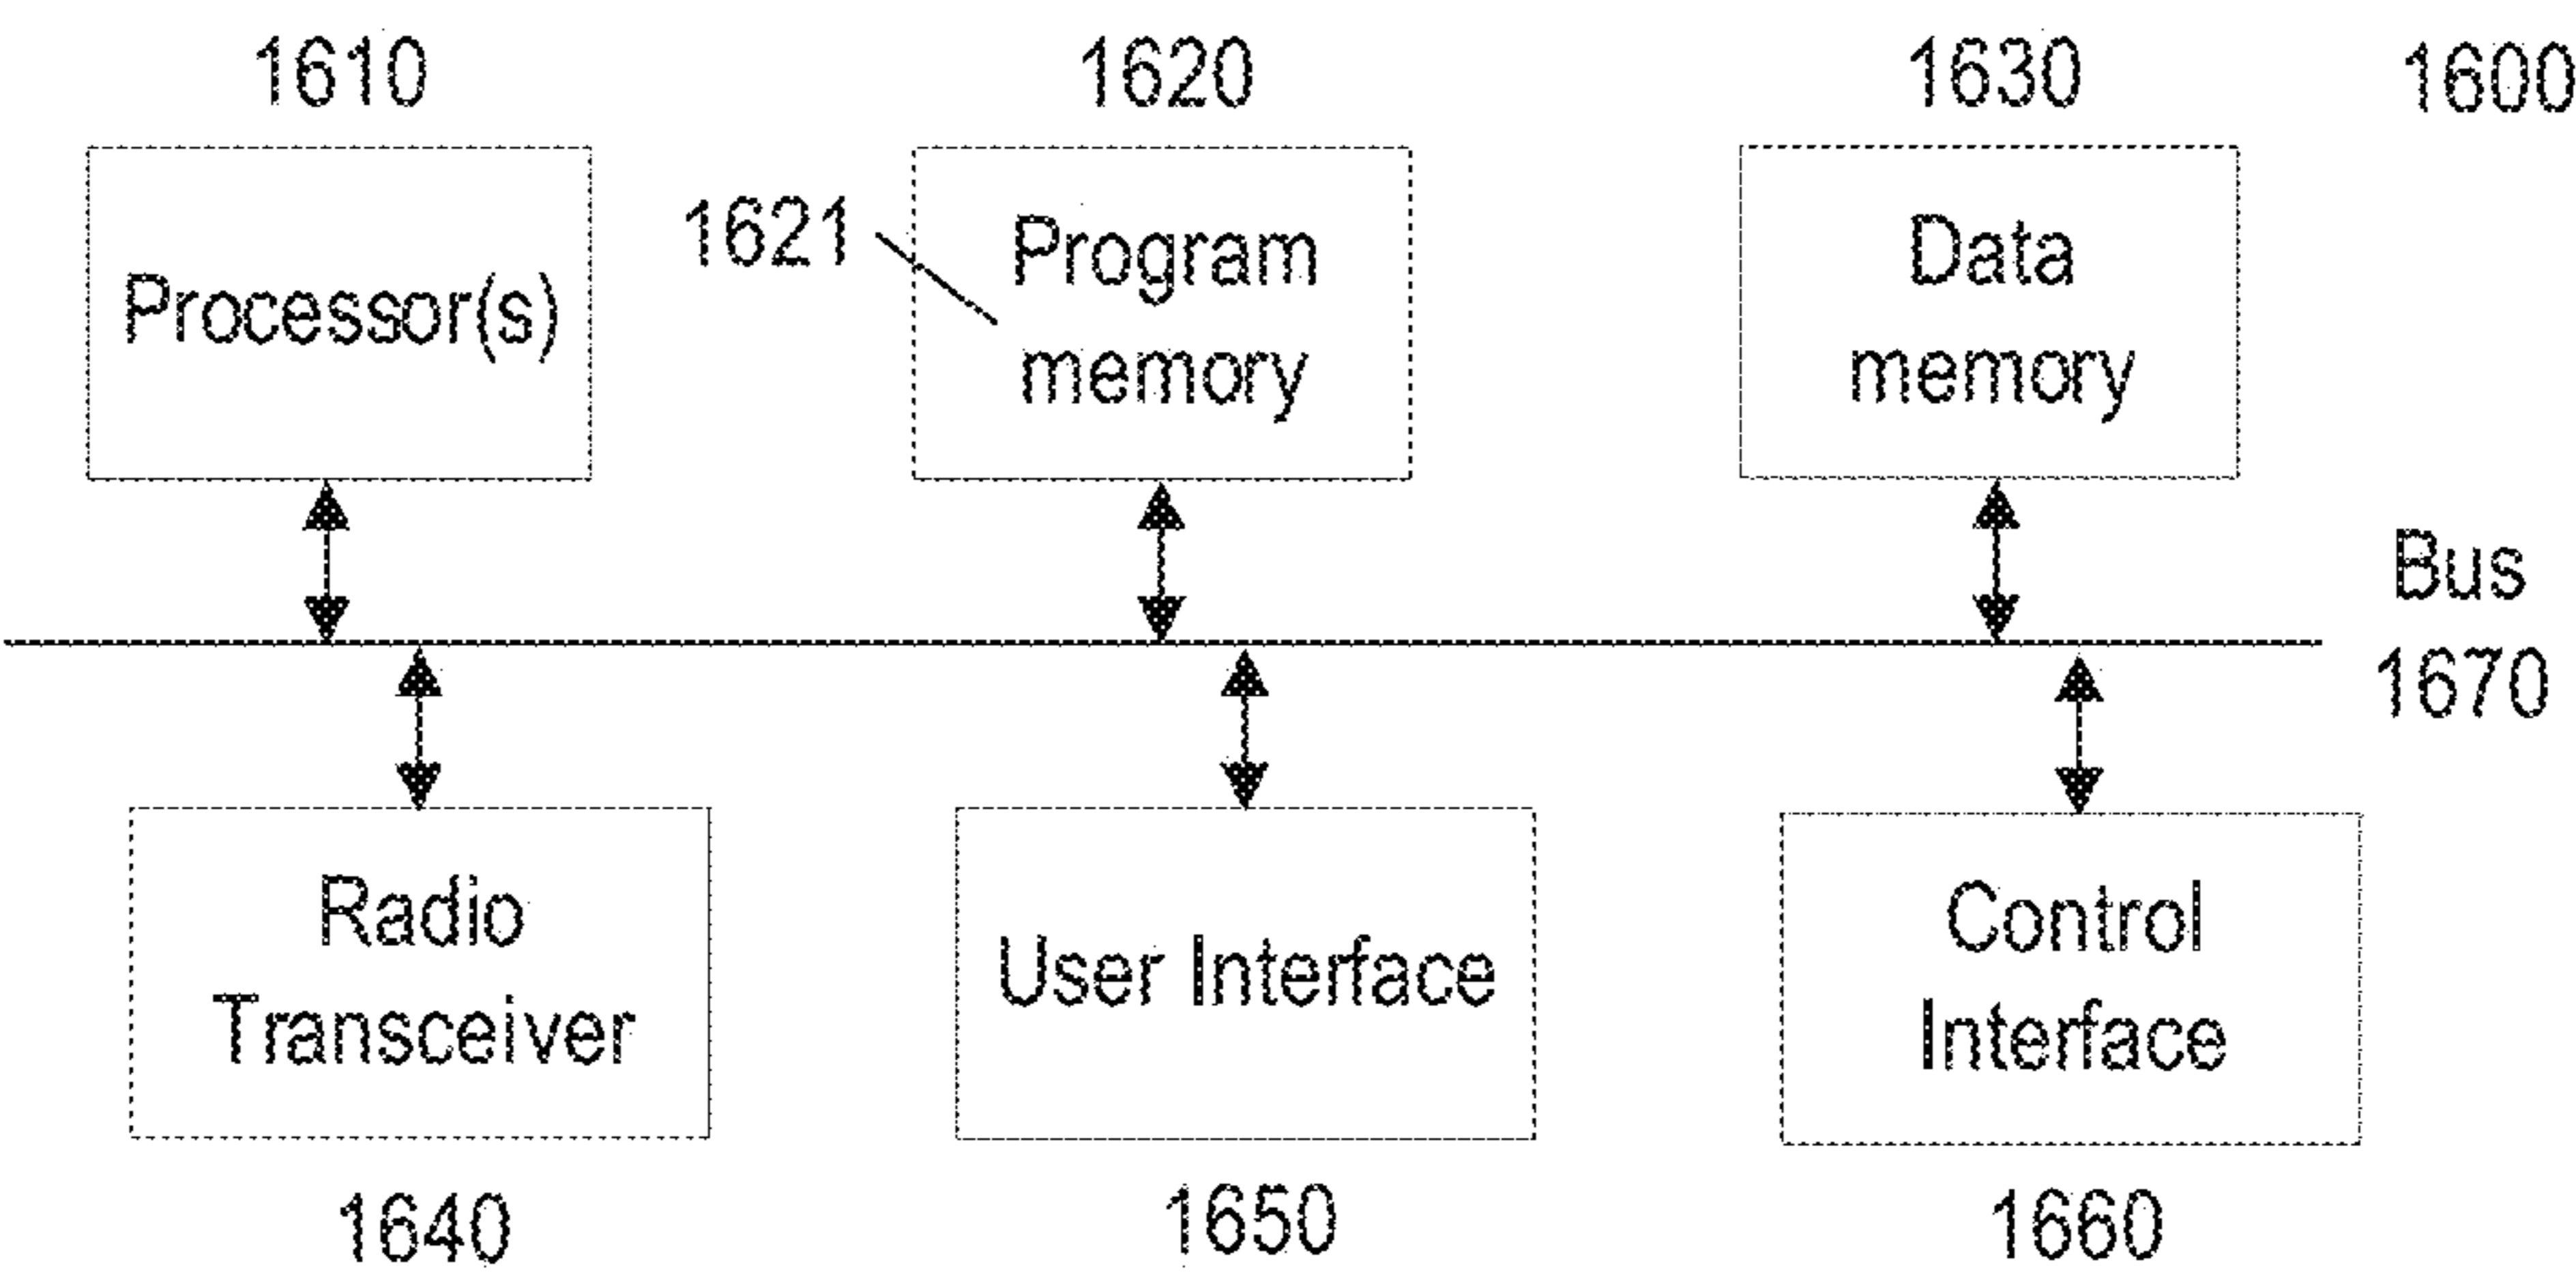 1610
1620
1630
1600
Processor(s)
1621
Program
memory
Data
memory
Bus
1670
Radio
Transceiver
User Interface
Control
Interface
1640
1650
1660